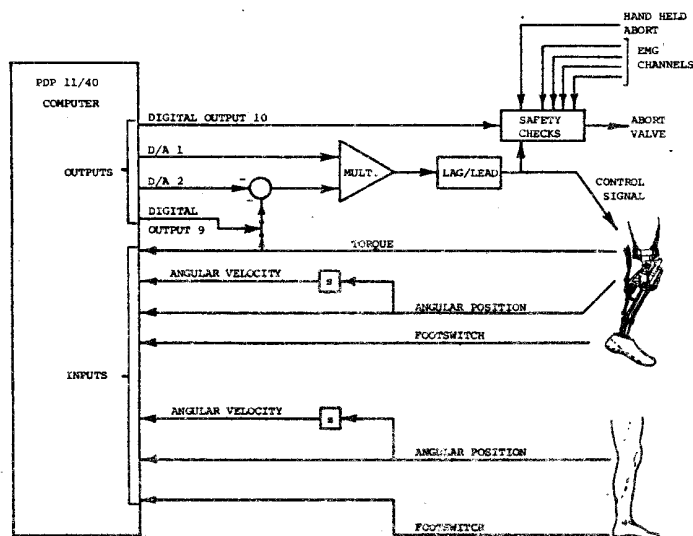 HAND HELD
ABORT
EMG
CHANNELS
PDP 11/40
COMPUTER
DIGITAL OUTPUT 10
SAFETY
CHECKS
ABORT
VALVE
OUTPUTS
D/A 1
D/A 2
MULT.
LAG/LEAD
CONTROL
SIGNAL
DIGITAL
OUTPUT 9
TORQUE
ANGULAR VELOCITY
s
ANGULAR POSITION
FOOTSWITCH
INPUTS
ANGULAR VELOCITY
s
ANGULAR POSITION
FOOTSWITCH